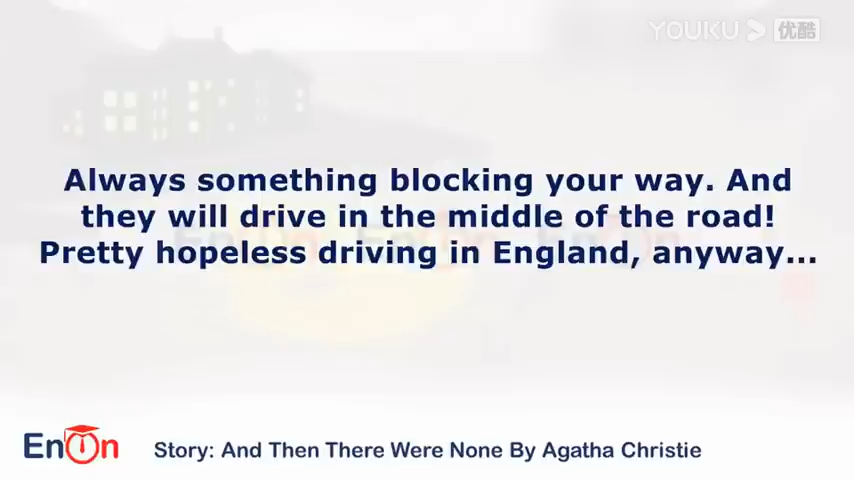 YOUKU 优酷
Always something blocking your way. And
they will drive in the middle of the road!
Pretty hopeless driving in England, anyway...
EnOn
Story: And Then There Were None By Agatha Christie